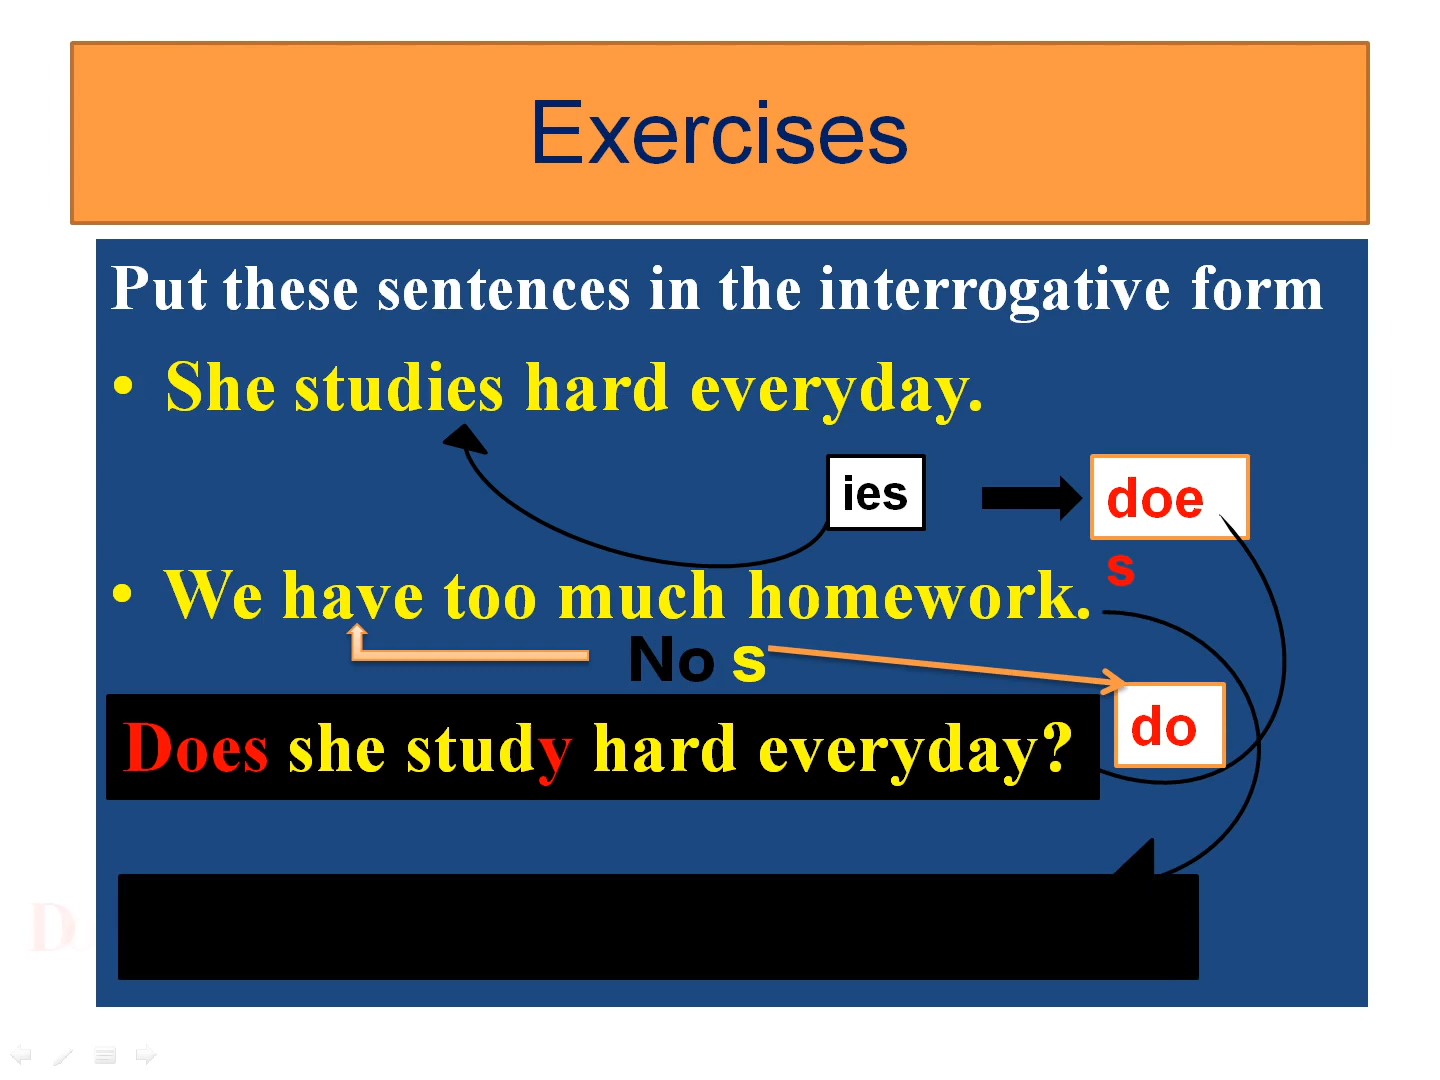 Exercises
Put these sentences in the interrogative form
• She studies hard everyday.
ies
doe
s
• We have too much homework.
No s
do
Does she study hard everyday?
D